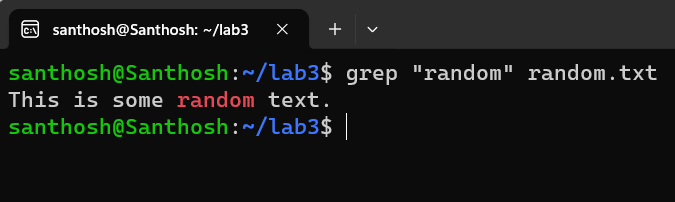 santhosh@Santhosh: ~/lab3
santhosh@Santhosh:~/lab3$ grep "random" random.txt
This is some random text.
santhosh@Santhosh:~/lab3$